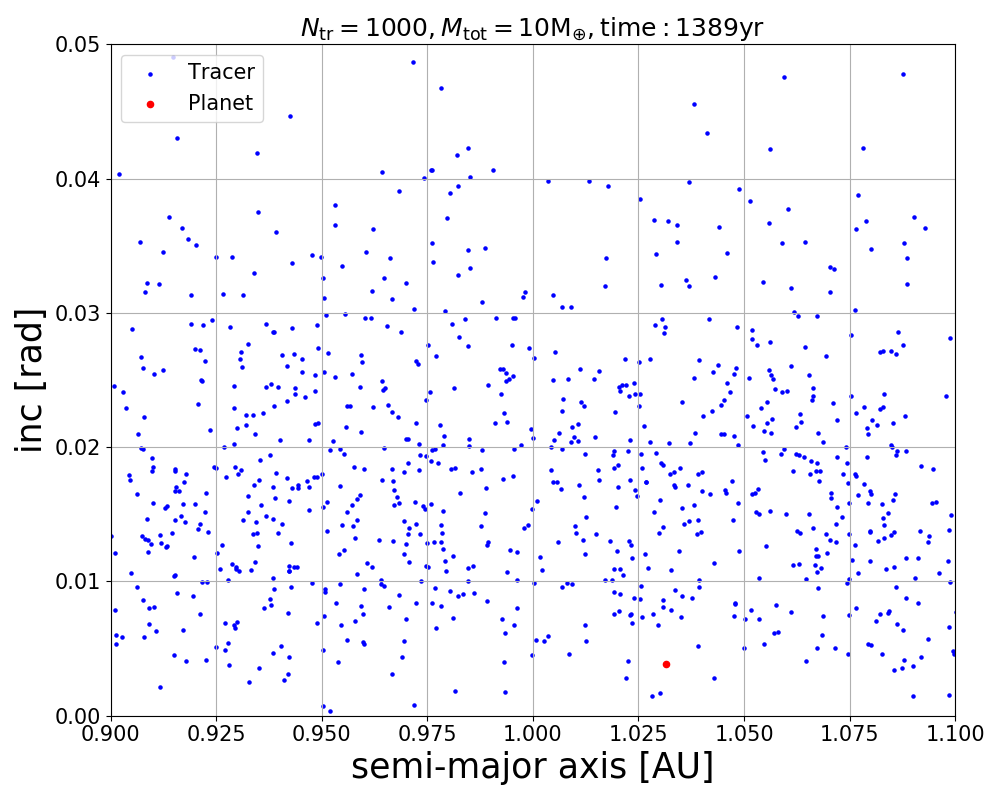 N_tr = 1000, M_tot = 10M_⊕, time : 1389yr
Tracer
Planet
inc [rad]
0.05
0.04
0.03
0.02
0.01
0.00
0.900 0.925 0.950 0.975 1.000 1.025 1.050 1.075 1.100
semi-major axis [AU]